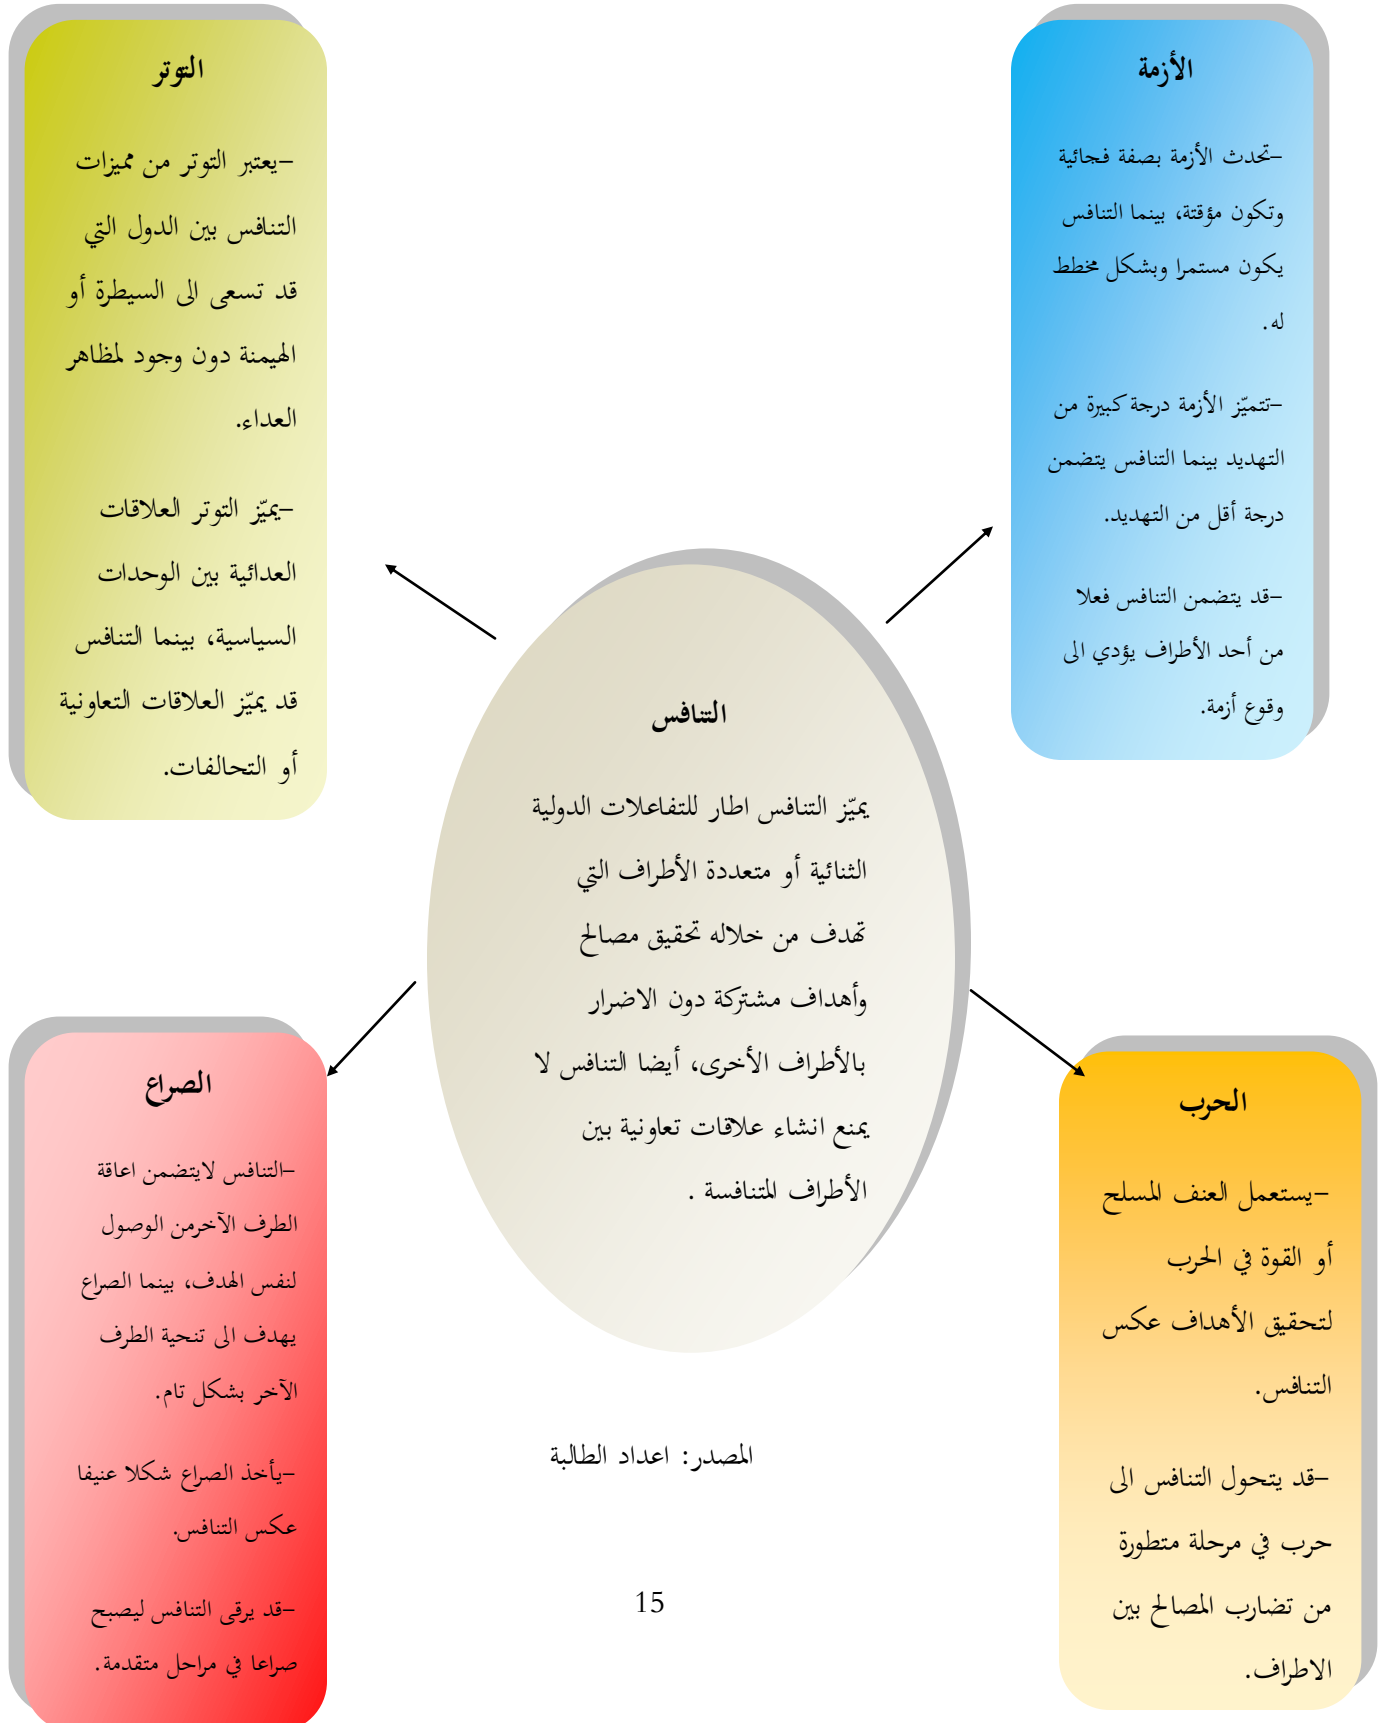 الأزمة
-تحدث الأزمة بصفة فجائية
وتكون مؤقتة، بينما التنافس
يكون مستمرا وبشكل مخطط
له.
-تتميّز الأزمة درجة كبيرة من
التهديد بينما التنافس يتضمن
درجة أقل من التهديد.
-قد يتضمن التنافس فعلا
من أحد الأطراف يؤدي الى
وقوع أزمة.
التوتر
-يعتبر التوتر من مميزات
التنافس بين الدول التي
قد تسعى الى السيطرة أو
الهيمنة دون وجود لمظاهر
العداء.
-يميّز التوتر العلاقات
العدائية بين الوحدات
السياسية، بينما التنافس
قد يميّز العلاقات التعاونية
أو التحالفات.
التنافس
يميّز التنافس اطار للتفاعلات الدولية
الثنائية أو متعددة الأطراف التي
تهدف من خلاله تحقيق مصالح
وأهداف مشتركة دون الاضرار
بالأطراف الأخرى، أيضا التنافس لا
يمنع انشاء علاقات تعاونية بين
الأطراف المتنافسة .
الحرب
-يستعمل العنف المسلح
أو القوة في الحرب
لتحقيق الأهداف عكس
التنافس.
-قد يتحول التنافس الى
حرب في مرحلة متطورة
من تضارب المصالح بين
الاطراف.
الصراع
-التنافس لايتضمن اعاقة
الطرف الآخرمن الوصول
لنفس الهدف، بينما الصراع
يهدف الى تنحية الطرف
الآخر بشكل تام.
-يأخذ الصراع شكلا عنيفا
عكس التنافس.
-قد يرقى التنافس ليصبح
صراعا في مراحل متقدمة.
المصدر: اعداد الطالبة
15